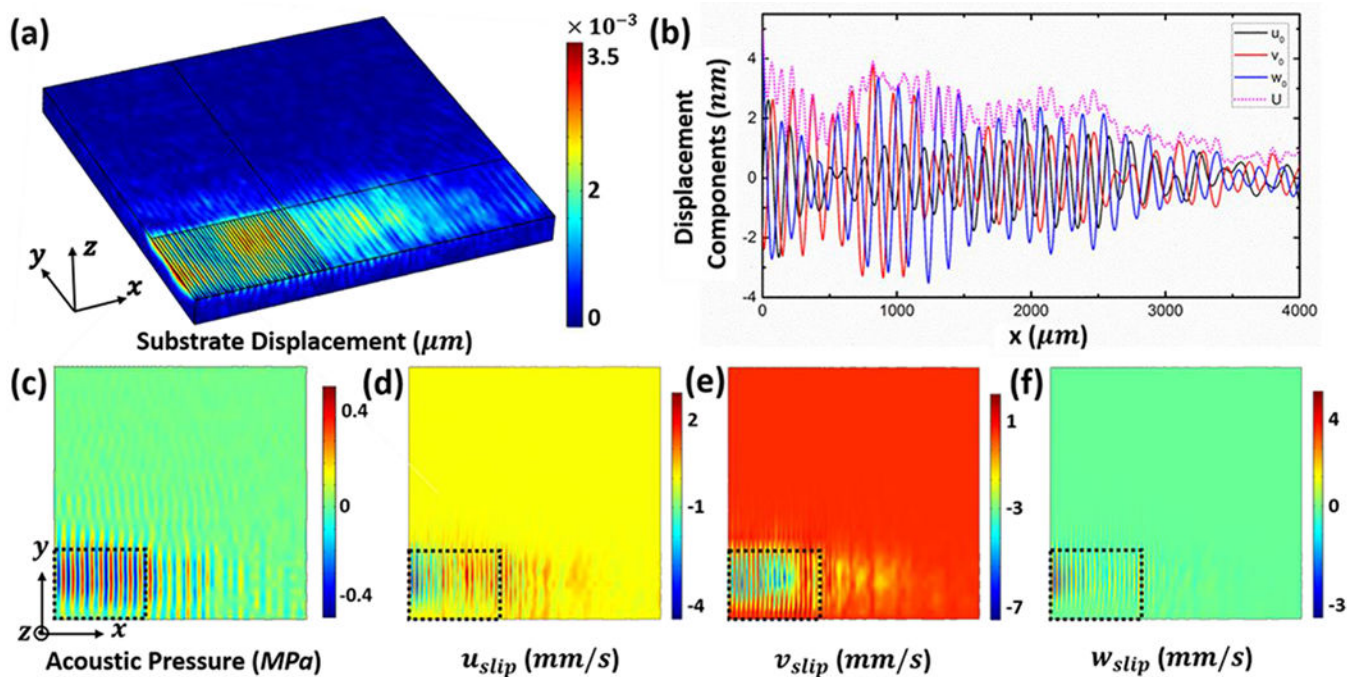 (a)
× 10⁻³
3.5
2
0
y
z
x
Substrate Displacement (μm)
(b)
Displacement
Components (nm)
4
2
0
-2
-4
u₀
v₀
w₀
U
0
1000
2000
3000
4000
x (μm)
(c)
0.4
0
-0.4
y
z
x
Acoustic Pressure (MPa)
(d)
2
-1
-4
u_slip (mm/s)
(e)
1
-3
-7
v_slip (mm/s)
(f)
4
0
-3
w_slip (mm/s)